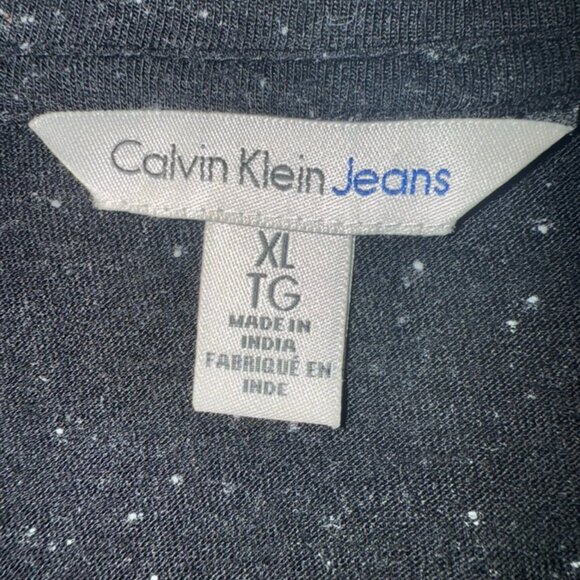 Calvin Klein Jeans
XL
TG
MADE IN
INDIA
FABRIQUÉ EN
INDE